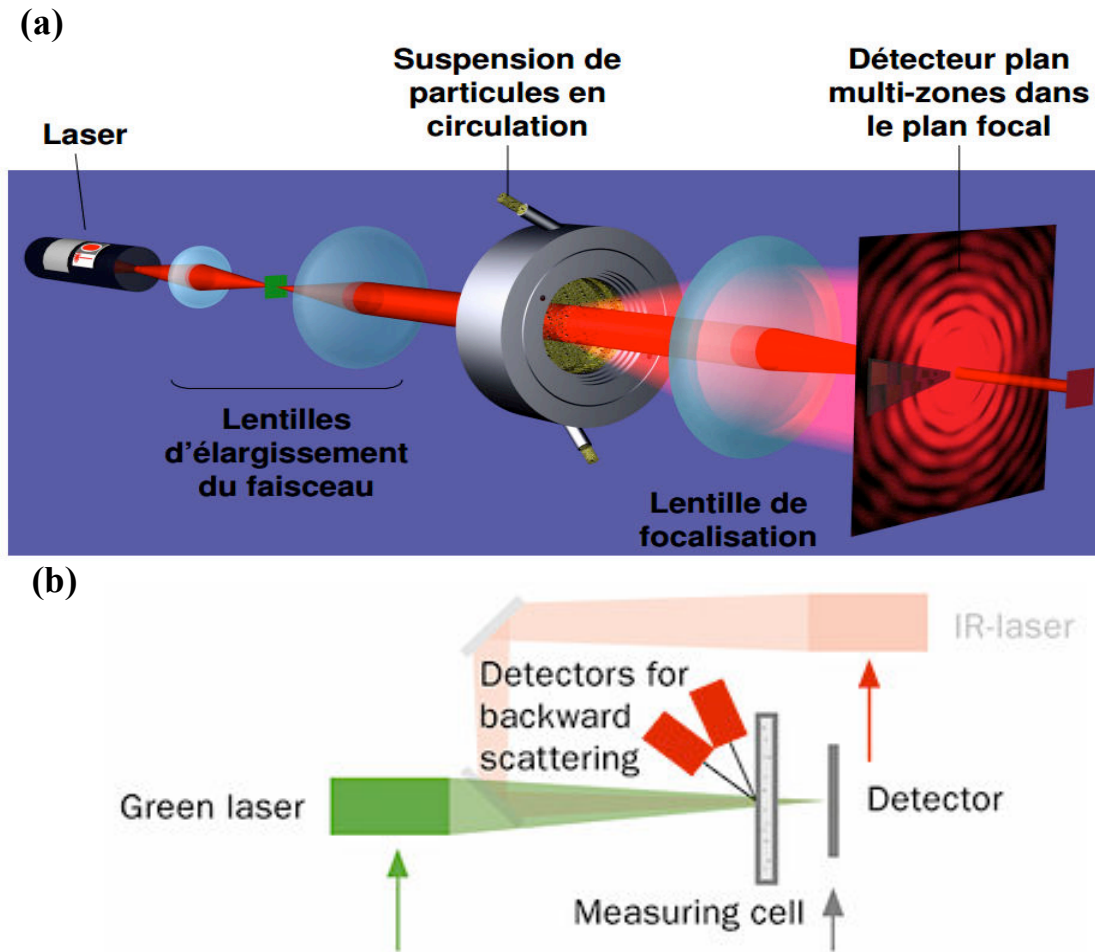 (a)
Suspension de
particules en
circulation
Détecteur plan
multi-zones dans
le plan focal
Laser
Lentilles
d’élargissement
du faisceau
Lentille de
focalisation
(b)
IR-laser
Detectors for
backward
scattering
Green laser
Detector
Measuring cell